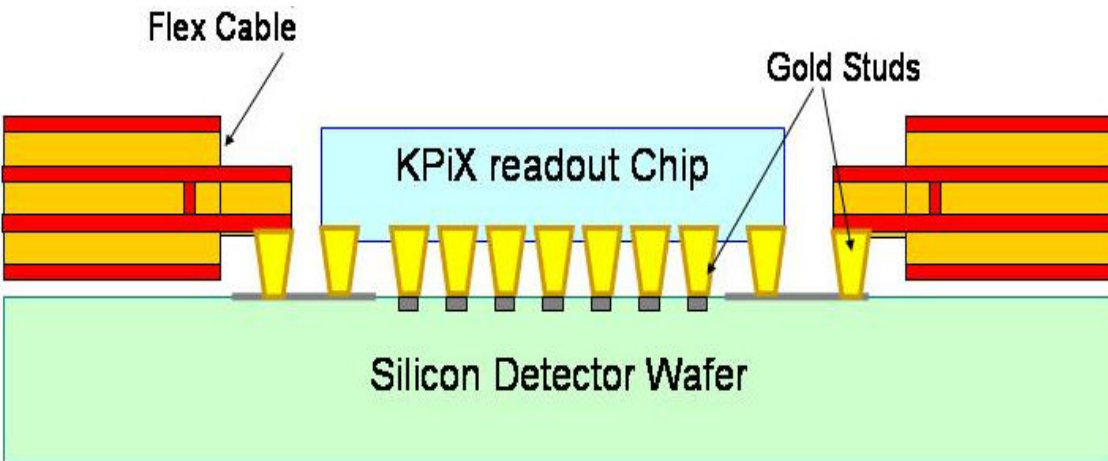 Flex Cable
Gold Studs
KPiX readout Chip
Silicon Detector Wafer